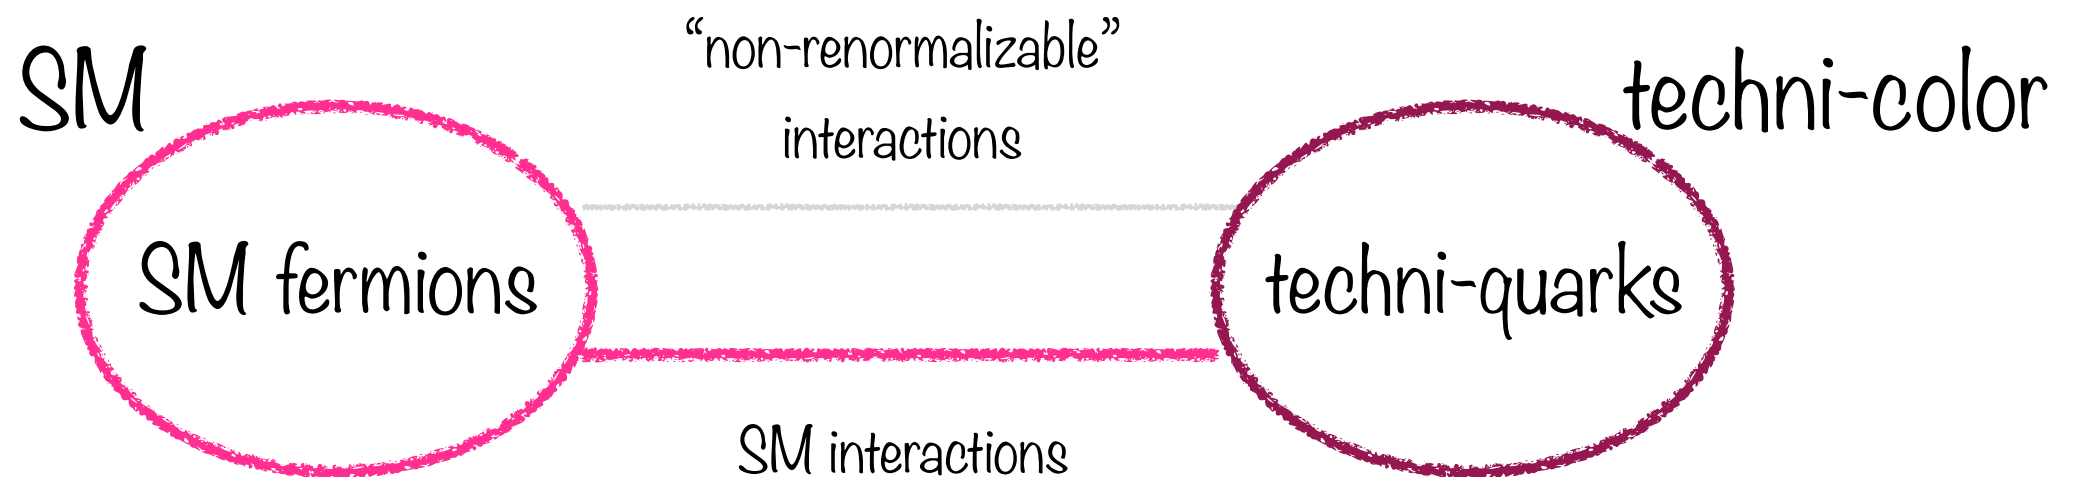 SM
“non-renormalizable”
interactions
techni-color
SM fermions
techni-quarks
SM interactions